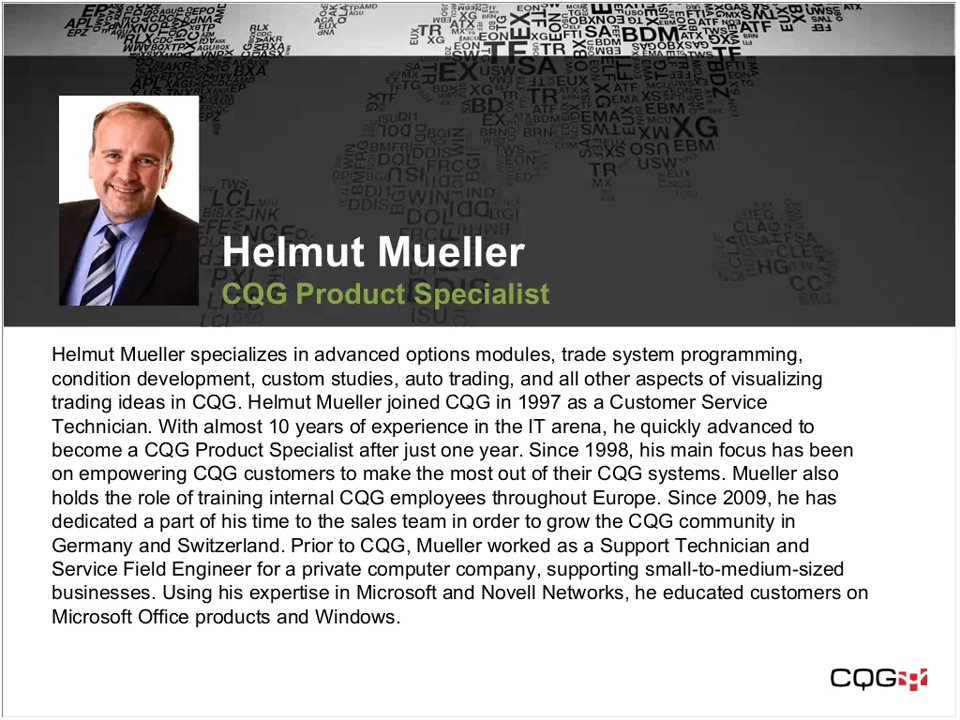 Helmut Mueller
CQG Product Specialist
Helmut Mueller specializes in advanced options modules, trade system programming,
condition development, custom studies, auto trading, and all other aspects of visualizing
trading ideas in CQG. Helmut Mueller joined CQG in 1997 as a Customer Service
Technician. With almost 10 years of experience in the IT arena, he quickly advanced to
become a CQG Product Specialist after just one year. Since 1998, his main focus has been
on empowering CQG customers to make the most out of their CQG systems. Mueller also
holds the role of training internal CQG employees throughout Europe. Since 2009, he has
dedicated a part of his time to the sales team in order to grow the CQG community in
Germany and Switzerland. Prior to CQG, Mueller worked as a Support Technician and
Service Field Engineer for a private computer company, supporting small-to-medium-sized
businesses. Using his expertise in Microsoft and Novell Networks, he educated customers on
Microsoft Office products and Windows.
CQG